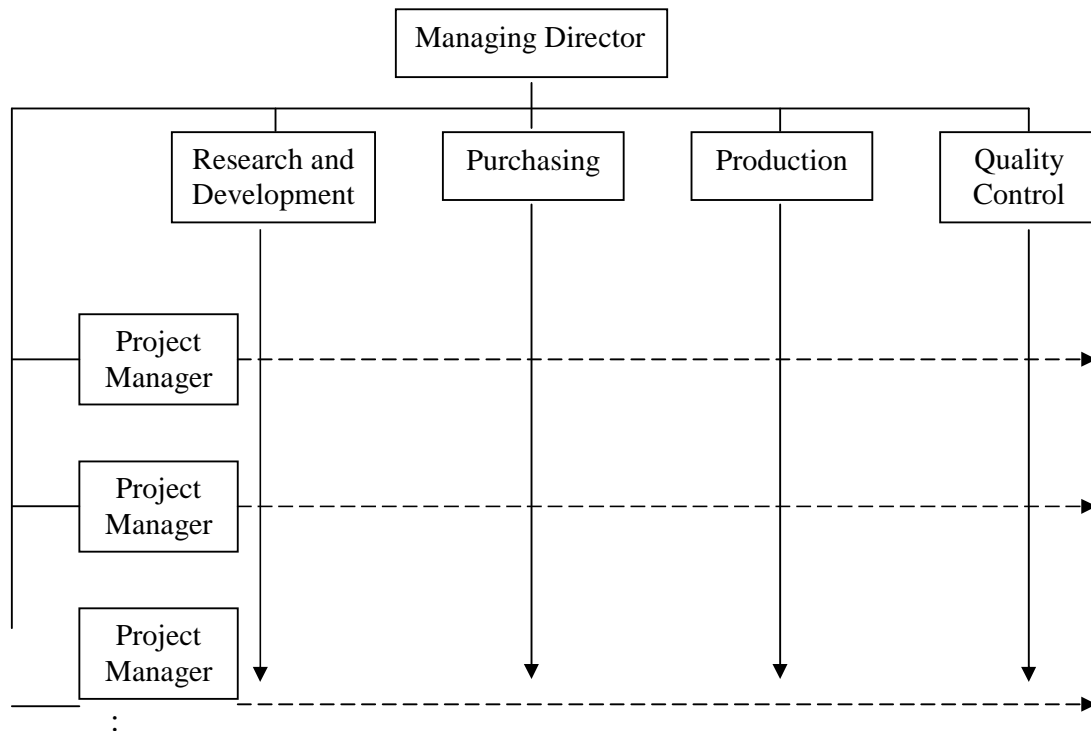 Managing Director
Research and
Development
Purchasing
Production
Quality
Control
Project
Manager
Project
Manager
Project
Manager
: